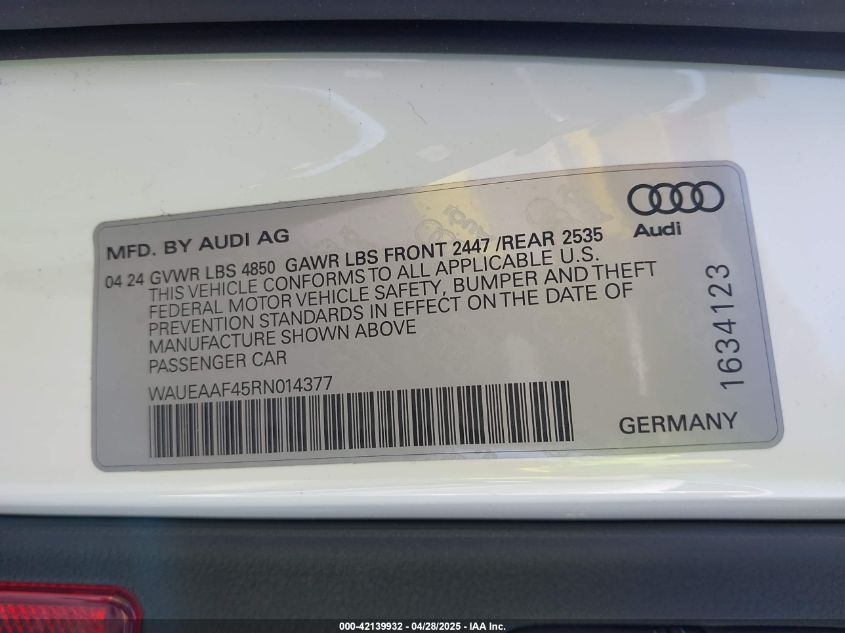 MFD. BY AUDI AG
04 24 GVWR LBS 4850 GAWR LBS FRONT 2447 /REAR 2535
THIS VEHICLE CONFORMS TO ALL APPLICABLE U.S.
FEDERAL MOTOR VEHICLE SAFETY, BUMPER AND THEFT
PREVENTION STANDARDS IN EFFECT ON THE DATE OF
MANUFACTURE SHOWN ABOVE
PASSENGER CAR
WAUEAAF45RN014377
Audi
1634123
GERMANY
000-42139932 - 04/28/2025 - IAA Inc.